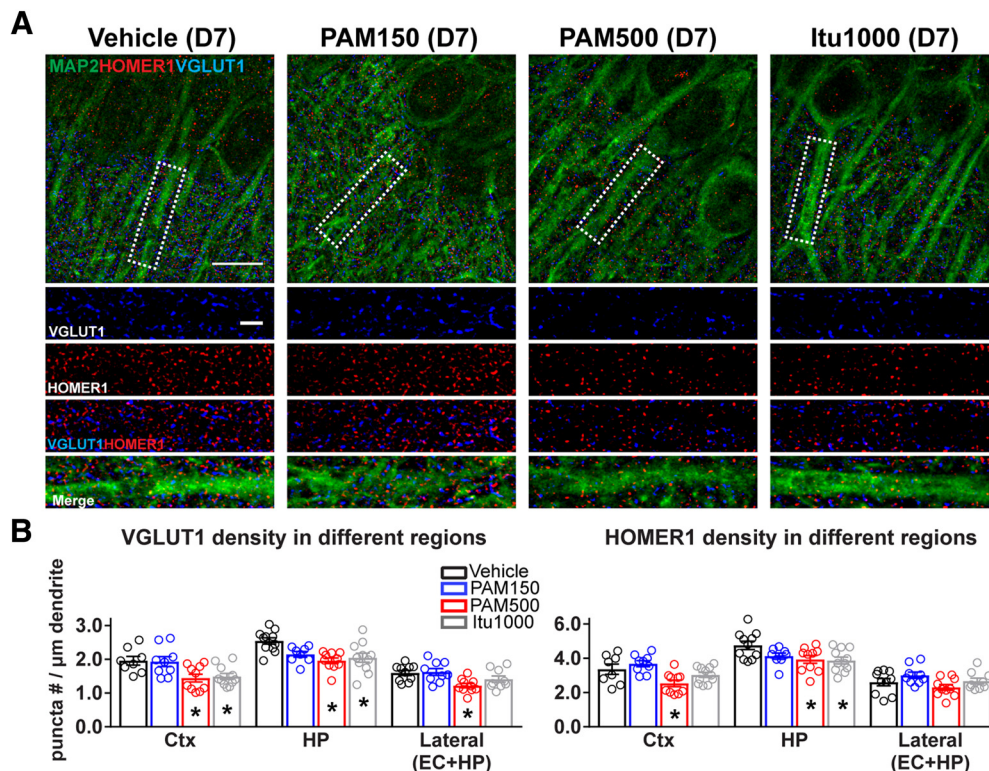 A
Vehicle (D7) PAM150 (D7) PAM500 (D7) Itu1000 (D7)
MAP2HOMER1VGLUT1
VGLUT1
HOMER1
VGLUT1HOMER1
Merge
B
VGLUT1 density in different regions
HOMER1 density in different regions
Vehicle
PAM150
PAM500
Itu1000
puncta # / µm dendrite
3.0
2.0
1.0
0.0
* * * * *
Ctx HP Lateral
(EC+HP)
6.0
4.0
2.0
0.0
* * *
Ctx HP Lateral
(EC+HP)